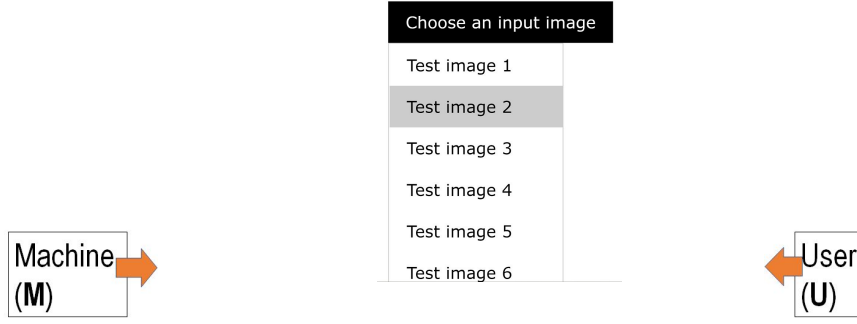 Choose an input image
Test image 1
Test image 2
Test image 3
Test image 4
Test image 5
Test image 6
Machine
(M)
User
(U)